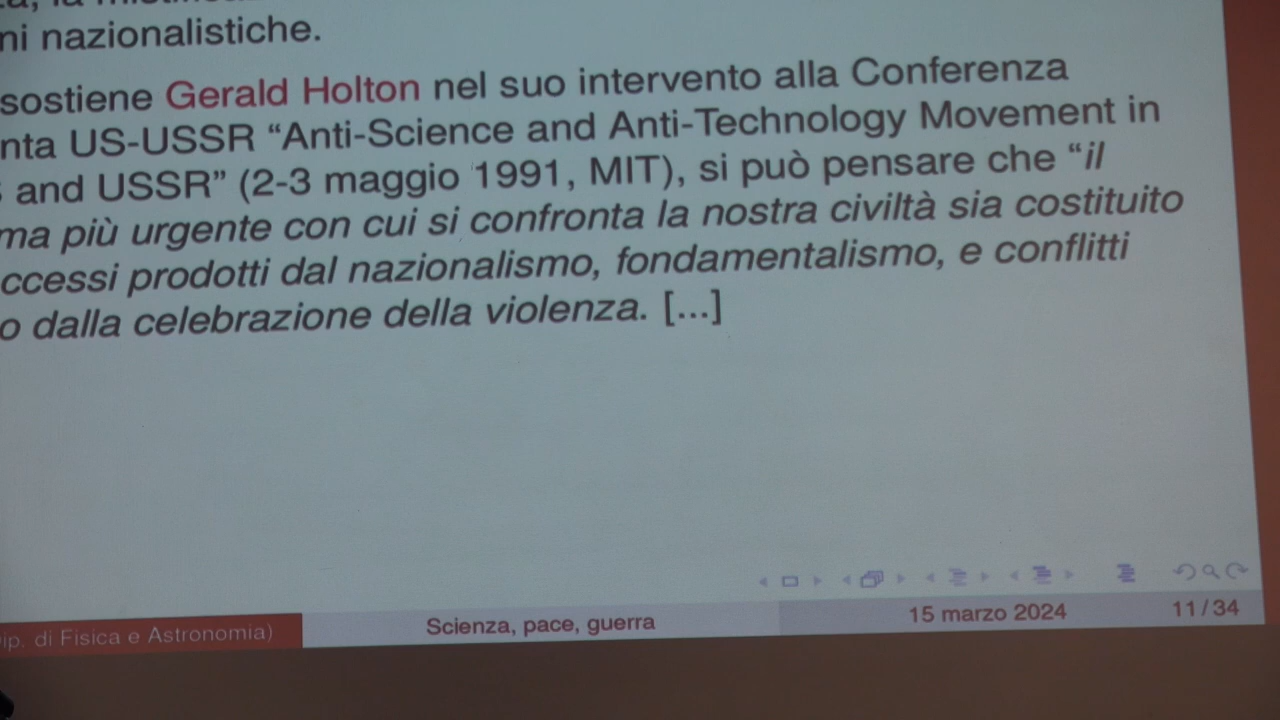 ni nazionalistiche.
sostiene Gerald Holton nel suo intervento alla Conferenza
nta US-USSR “Anti-Science and Anti-Technology Movement in
and USSR” (2-3 maggio 1991, MIT), si può pensare che “il
ma più urgente con cui si confronta la nostra civiltà sia costituito
ccessi prodotti dal nazionalismo, fondamentalismo, e conflitti
o dalla celebrazione della violenza. [...]
ip. di Fisica e Astronomia)
Scienza, pace, guerra
15 marzo 2024
11/34